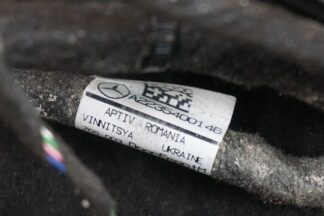 A2235400146
APTIV ROMANIA
VINNITSYA UKRAINE